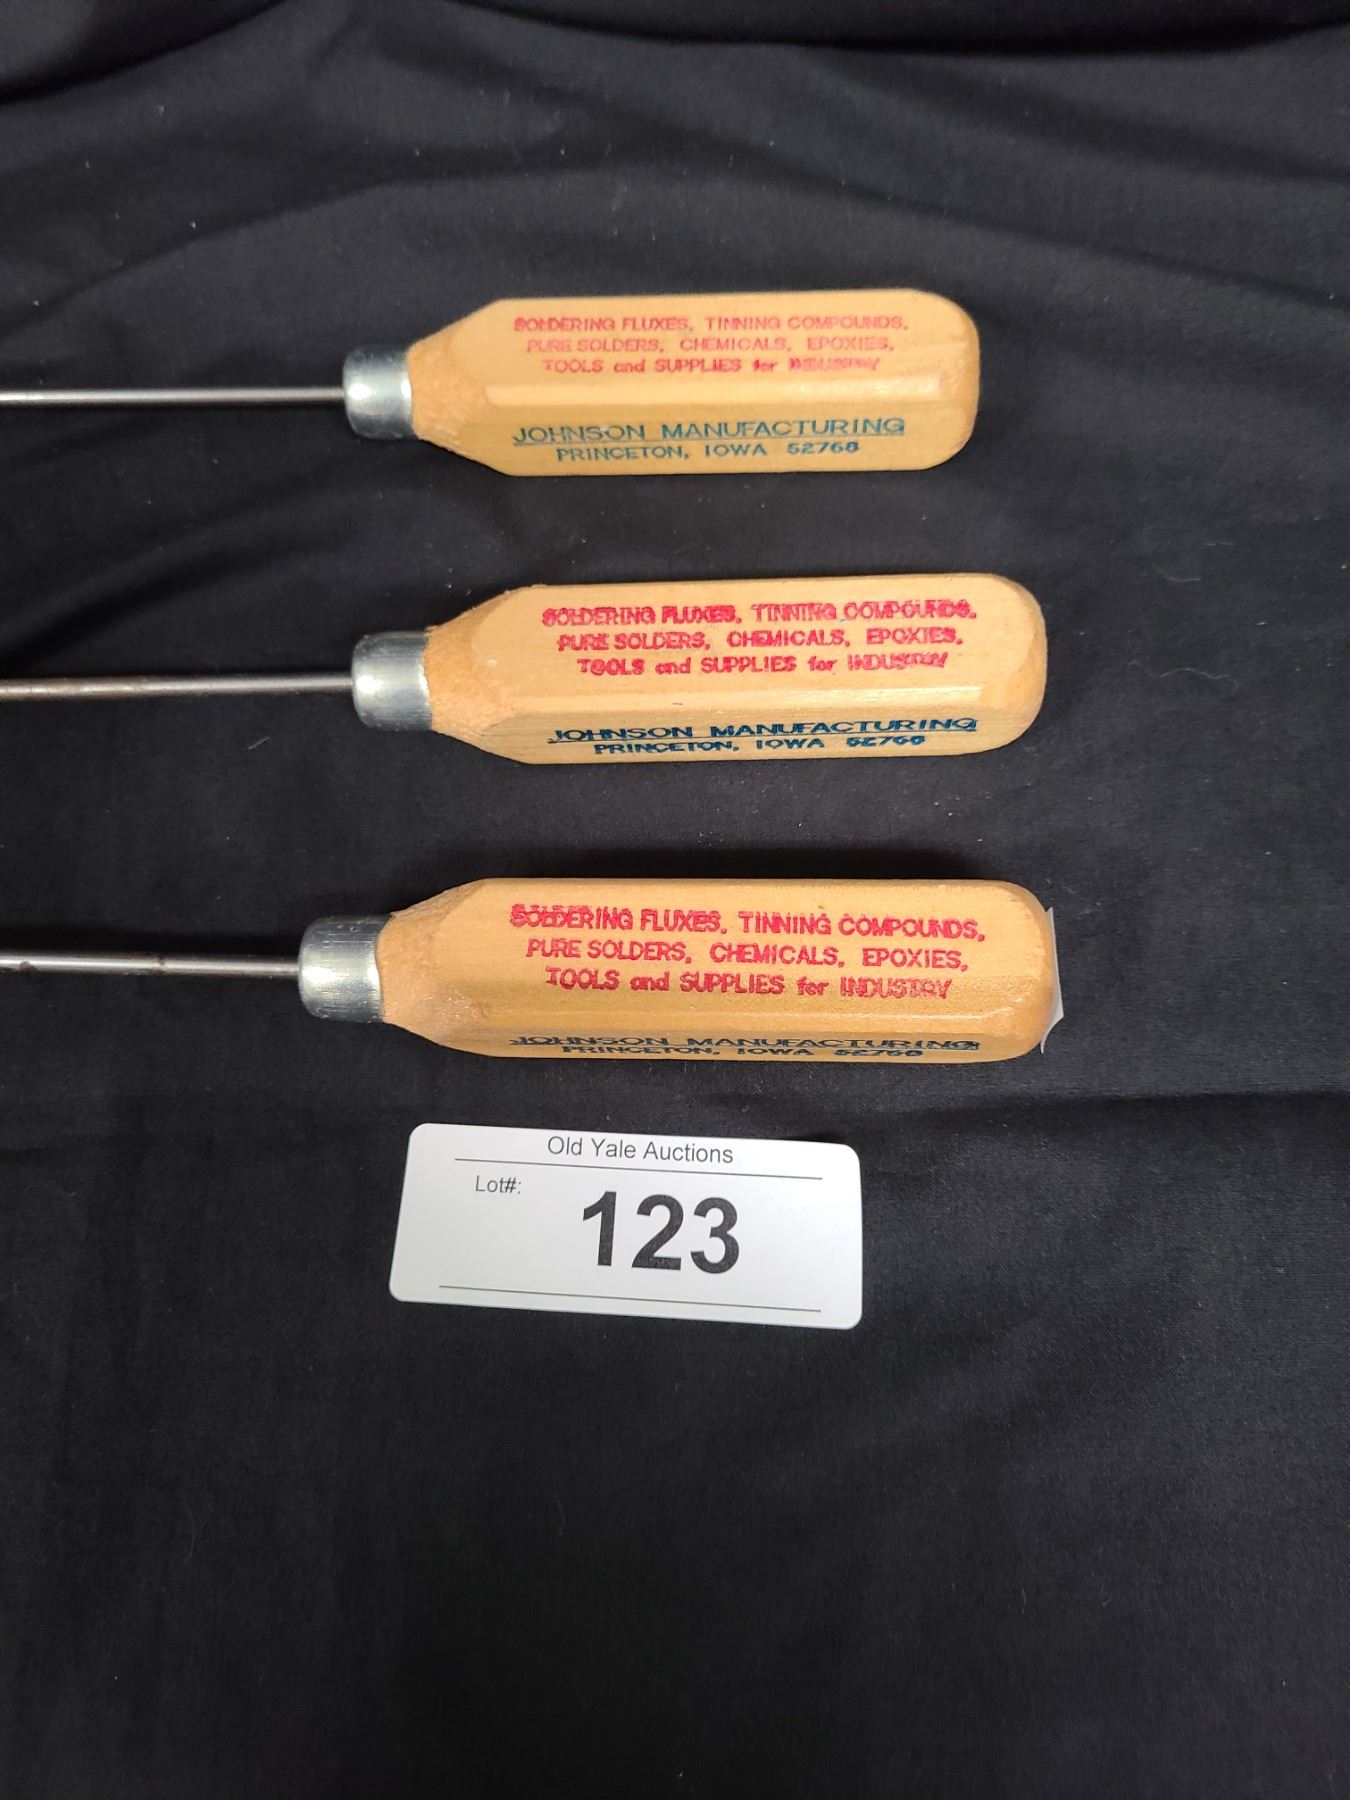 SOLDERING FLUXES, TINNING COMPOUNDS,
PURE SOLDERS, CHEMICALS, EPOXIES,
TOOLS and SUPPLIES for INDUSTRY
JOHNSON MANUFACTURING
PRINCETON, IOWA 52768
SOLDERING FLUXES, TINNING COMPOUNDS,
PURE SOLDERS, CHEMICALS, EPOXIES,
TOOLS and SUPPLIES for INDUSTRY
JOHNSON MANUFACTURING
PRINCETON, IOWA 52768
SOLDERING FLUXES, TINNING COMPOUNDS,
PURE SOLDERS, CHEMICALS, EPOXIES,
TOOLS and SUPPLIES for INDUSTRY
JOHNSON MANUFACTURING
PRINCETON, IOWA 52768
Old Yale Auctions
Lot#: 123